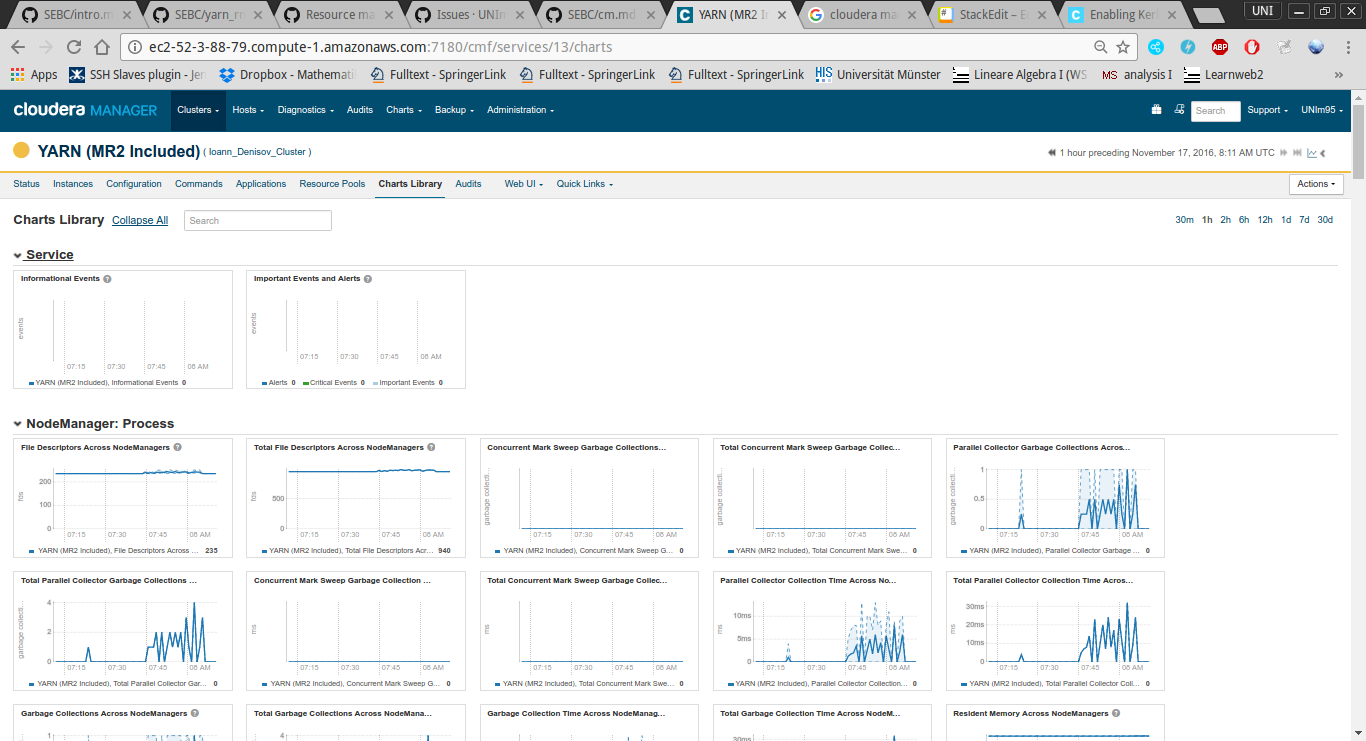 SEBC/intro.m SEBC/yarn_r Resource ma Issues · UNIm SEBC/cm.md YARN (MR2 I cloudera ma StackEdit – E Enabling Ker UNI
ec2-52-3-88-79.compute-1.amazonaws.com:7180/cmf/services/13/charts ABP
Apps SSH Slaves plugin - Jen Dropbox - Mathemati Fulltext - SpringerLink Fulltext - SpringerLink Fulltext - SpringerLink HIS Universität Münster Lineare Algebra I (WS MS analysis I Learnweb2 »
cloudera MANAGER Clusters Hosts Diagnostics Audits Charts Backup Administration Search Support UNIm95
YARN (MR2 Included) ( Ioann_Denisov_Cluster ) 1 hour preceding November 17, 2016, 8:11 AM UTC
Status Instances Configuration Commands Applications Resource Pools Charts Library Audits Web UI Quick Links Actions
Charts Library Collapse All Search 30m 1h 2h 6h 12h 1d 7d 30d
Service
Informational Events Important Events and Alerts
events events
07:15 07:30 07:45 08 AM 07:15 07:30 07:45 08 AM
YARN (MR2 Included), Informational Events 0 Alerts 0 Critical Events 0 Important Events 0
NodeManager: Process
File Descriptors Across NodeManagers Total File Descriptors Across NodeManagers Concurrent Mark Sweep Garbage Collections... Total Concurrent Mark Sweep Garbage Collec... Parallel Collector Garbage Collections Acros...
200 1
fds 100 fds 500 garbage collecti... garbage collecti... garbage collecti... 0.5
0 0 0 0 0
07:15 07:30 07:45 08 AM 07:15 07:30 07:45 08 AM 07:15 07:30 07:45 08 AM 07:15 07:30 07:45 08 AM 07:15 07:30 07:45 08 AM
YARN (MR2 Included), File Descriptors Across ... 235 YARN (MR2 Included), Total File Descriptors Acr... 940 YARN (MR2 Included), Concurrent Mark Sweep G... 0 YARN (MR2 Included), Total Concurrent Mark Swe... 0 YARN (MR2 Included), Parallel Collector Garbage ... 0
Total Parallel Collector Garbage Collections ... Concurrent Mark Sweep Garbage Collection ... Total Concurrent Mark Sweep Garbage Collec... Parallel Collector Collection Time Across No... Total Parallel Collector Collection Time Acros...
4 10ms 30ms
garbage collecti... 2 ms ms ms 5ms ms 20ms
10ms
0 0 0
07:15 07:30 07:45 08 AM 07:15 07:30 07:45 08 AM 07:15 07:30 07:45 08 AM 07:15 07:30 07:45 08 AM 07:15 07:30 07:45 08 AM
YARN (MR2 Included), Total Parallel Collector Gar... 0 YARN (MR2 Included), Concurrent Mark Sweep G... 0 YARN (MR2 Included), Total Concurrent Mark Swe... 0 YARN (MR2 Included), Parallel Collector Collection... 0 YARN (MR2 Included), Total Parallel Collector Coll... 0
Garbage Collections Across NodeManagers Total Garbage Collections Across NodeMana... Garbage Collection Time Across NodeManag... Total Garbage Collection Time Across NodeM... Resident Memory Across NodeManagers
1 4 30ms